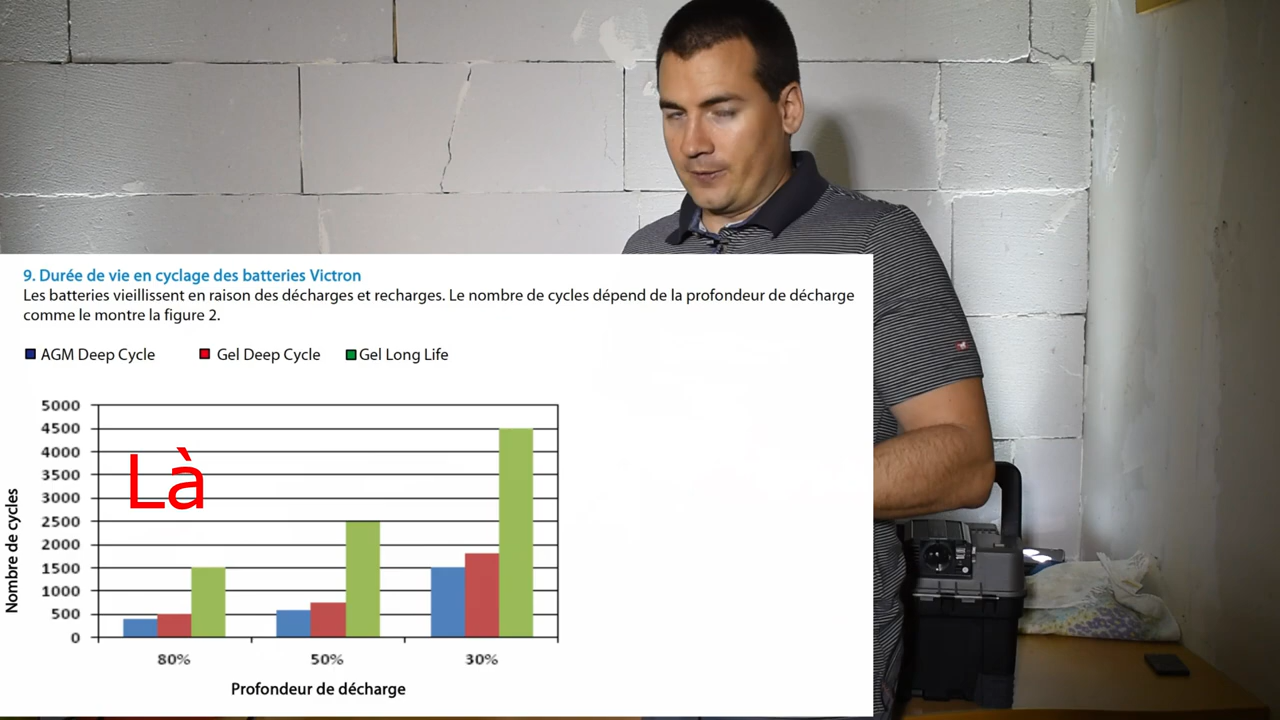 9. Durée de vie en cyclage des batteries Victron
Les batteries vieillissent en raison des décharges et recharges. Le nombre de cycles dépend de la profondeur de décharge
comme le montre la figure 2.
AGM Deep Cycle Gel Deep Cycle Gel Long Life
5000
4500
4000
3500
3000
2500
2000
1500
1000
500
0
Là
Nombre de cycles
80% 50% 30%
Profondeur de décharge